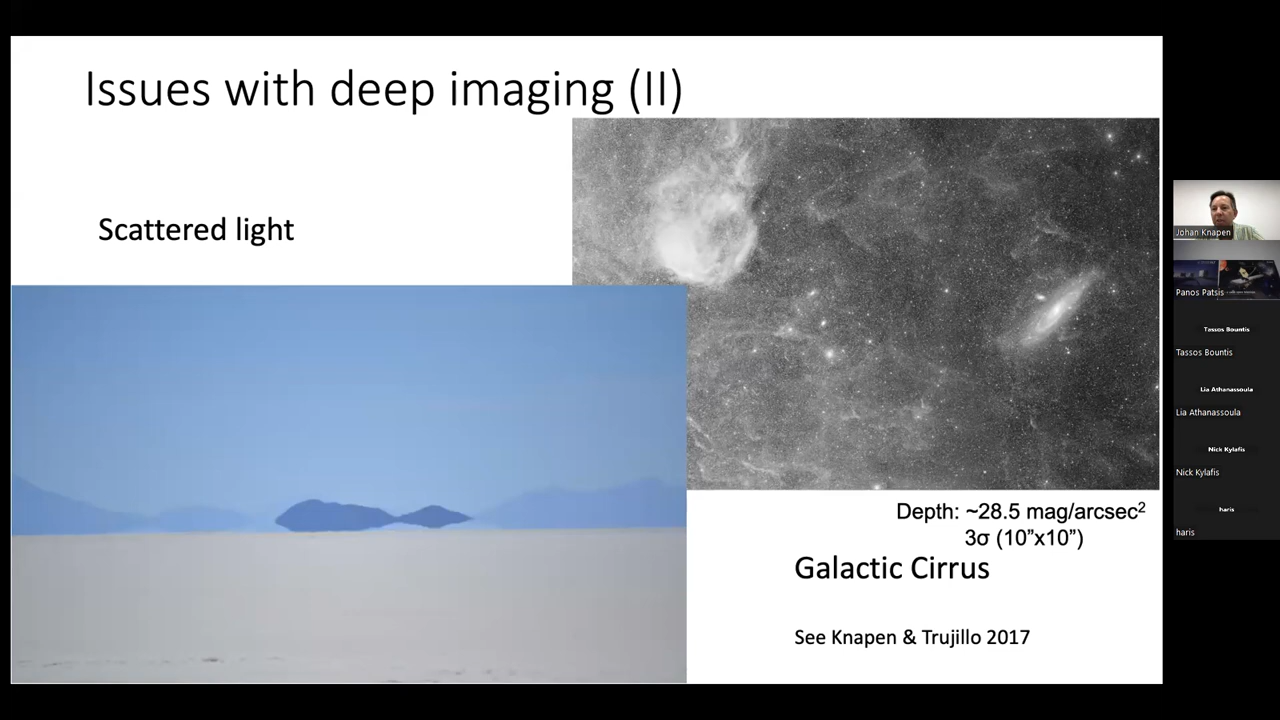 Issues with deep imaging (II)
Scattered light
Depth: ~28.5 mag/arcsec²
3σ (10”x10”)
Galactic Cirrus
See Knapen & Trujillo 2017
Johan Knapen
Panos Patsis
Tassos Bountis
Tassos Bountis
Lia Athanassoula
Lia Athanassoula
Nick Kylafis
Nick Kylafis
haris
haris